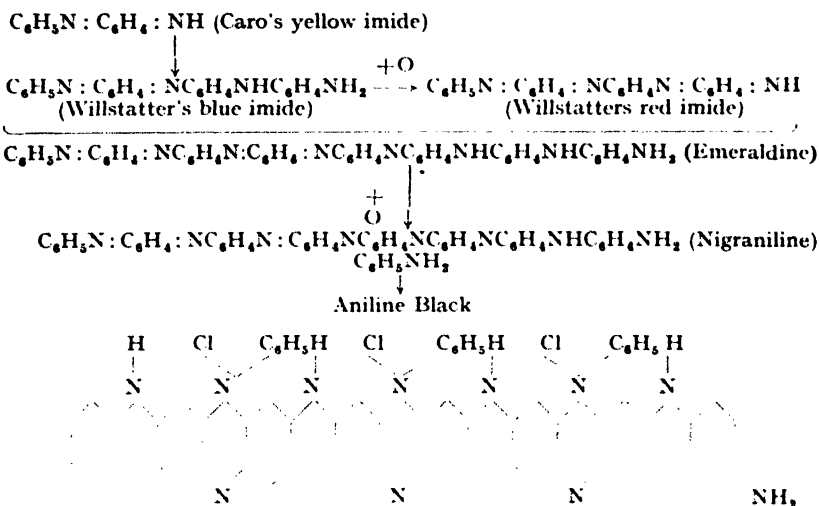 C₆H₅N : C₆H₄ : NH (Caro's yellow imide)
+O
C₆H₅N : C₆H₄ : NC₆H₄NHC₆H₄NH₂ → C₆H₅N : C₆H₄ : NC₆H₄N : C₆H₄ : NH
(Willstatter's blue imide) (Willstatters red imide)
C₆H₅N : C₆H₄ : NC₆H₄N:C₆H₄ : NC₆H₄NC₆H₄NHC₆H₄NHC₆H₄NH₂ (Emeraldine)
+
O
C₆H₅N : C₆H₄ : NC₆H₄N : C₆H₄NC₆H₄NC₆H₄NC₆H₄NHC₆H₄NH₂ (Nigraniline)
C₆H₅NH₂
Aniline Black
H Cl C₆H₅H Cl C₆H₅H Cl C₆H₅ H
N N N N N N N
N N N NH₂